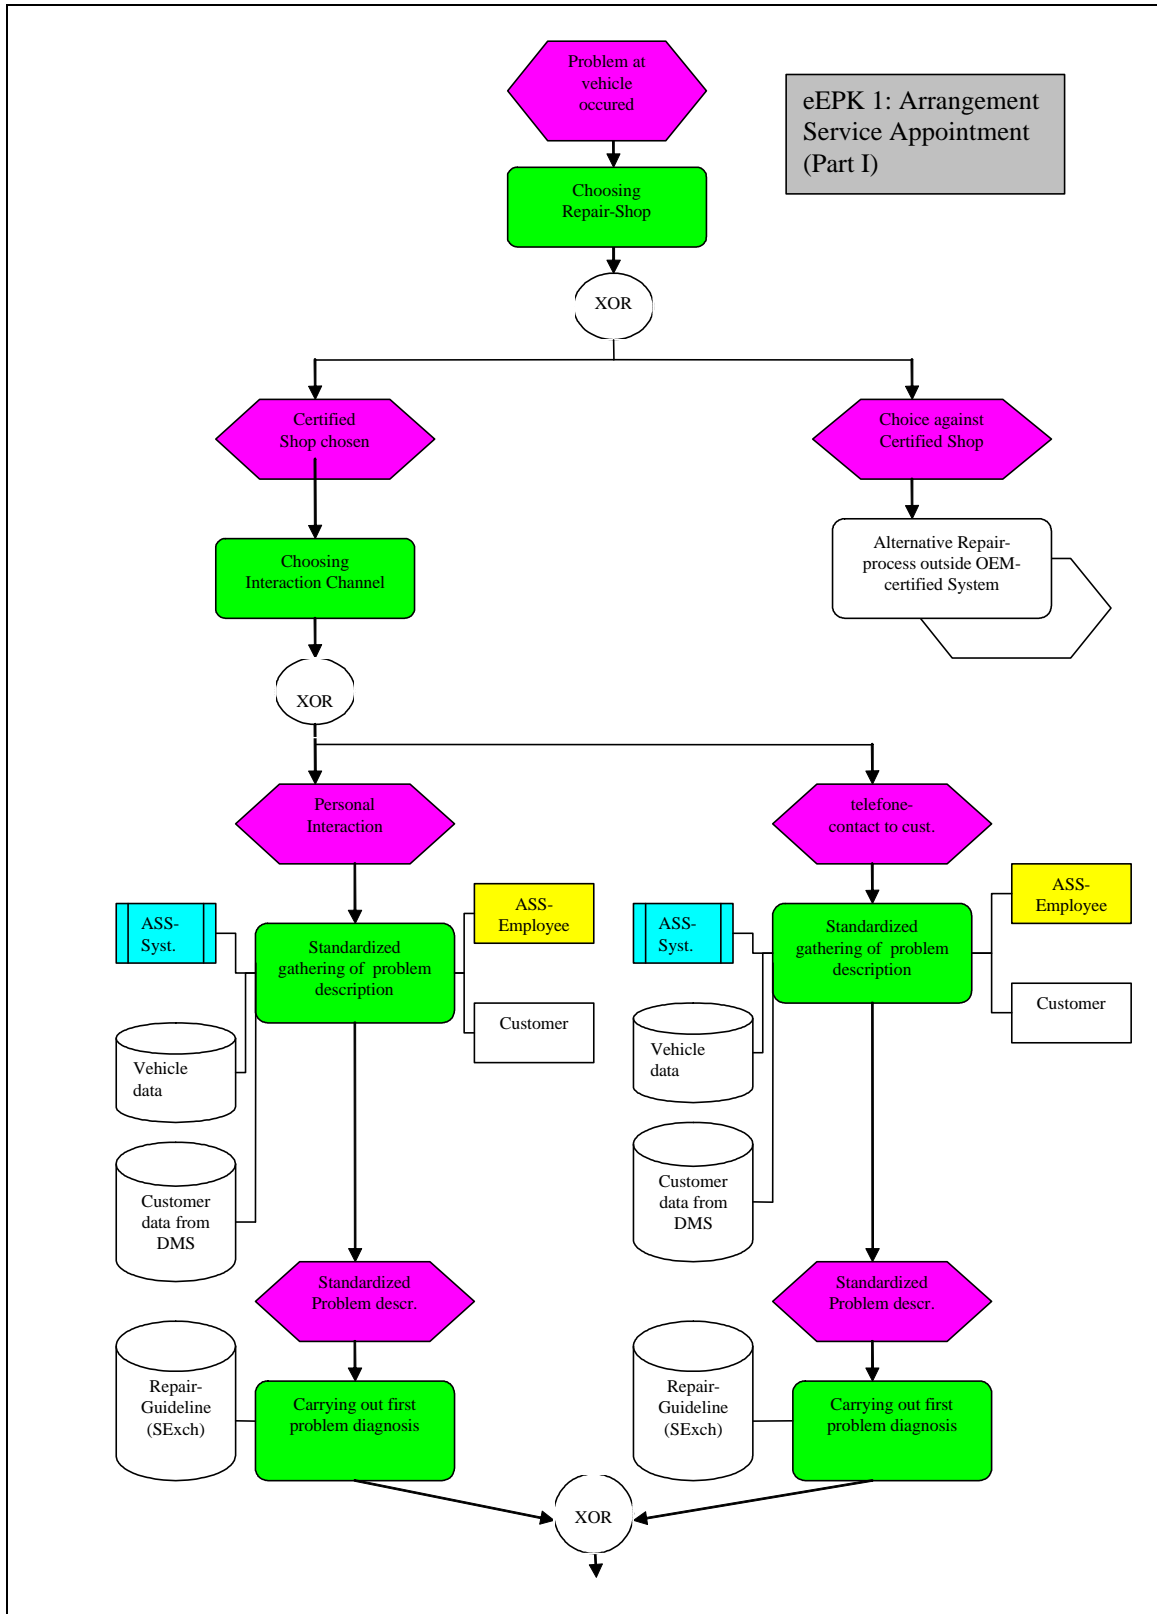 Problem at
vehicle
occured
eEPK 1: Arrangement
Service Appointment
(Part I)
Choosing
Repair-Shop
XOR
Certified
Shop chosen
Choice against
Certified Shop
Choosing
Interaction Channel
Alternative Repair-
process outside OEM-
certified System
XOR
Personal
Interaction
telefone-
contact to cust.
ASS-
Syst.
Standardized
gathering of problem
description
ASS-
Employee
Customer
Vehicle
data
Customer
data from
DMS
ASS-
Syst.
Standardized
gathering of problem
description
ASS-
Employee
Customer
Vehicle
data
Customer
data from
DMS
Standardized
Problem descr.
Standardized
Problem descr.
Repair-
Guideline
(SExch)
Carrying out first
problem diagnosis
Repair-
Guideline
(SExch)
Carrying out first
problem diagnosis
XOR